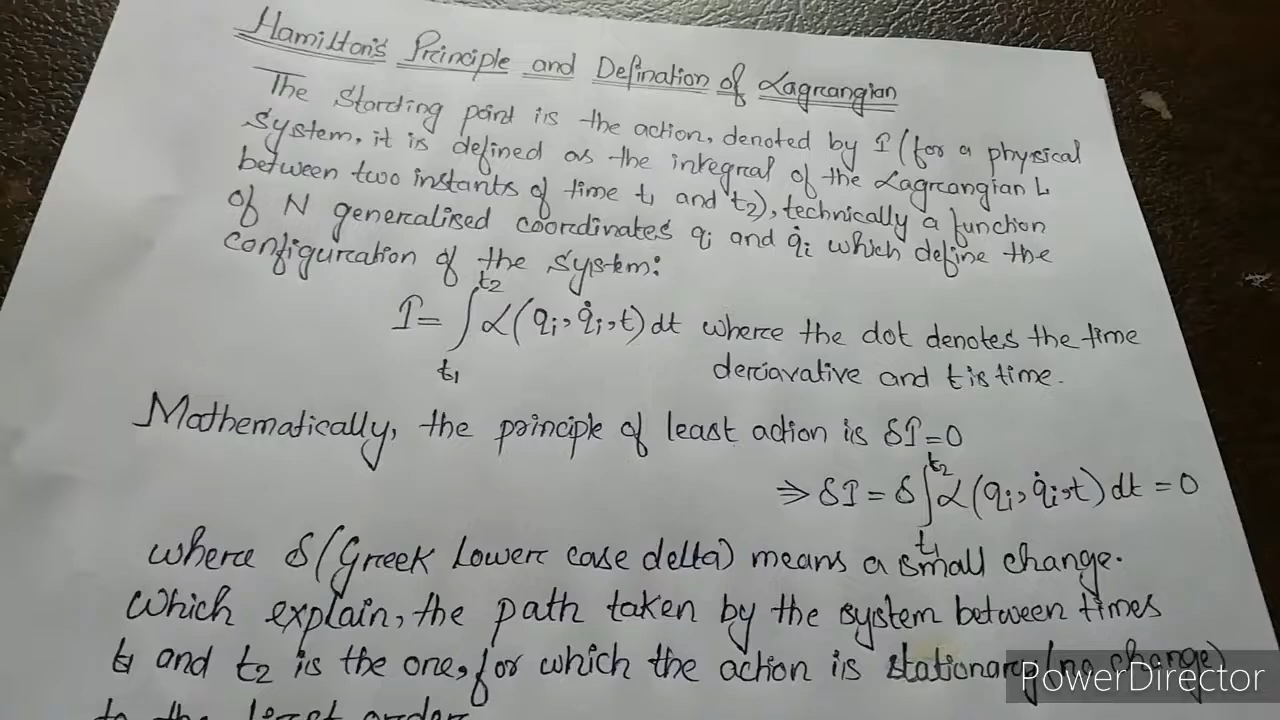 Hamilton's Principle and Defination of Lagrangian
The starting point is the action, denoted by I (for a physical
system, it is defined as the integral of the Lagrangian L
between two instants of time t₁ and t₂), technically a function
of N generalised coordinates qᵢ and q̇ᵢ which define the
configuration of the system:
I = ∫ₜ₁ᵗ² L(qᵢ, q̇ᵢ, t) dt where the dot denotes the time
derivative and t is time.
Mathematically, the principle of least action is δI=0
⇒ δI = δ∫ₜ₁ᵗ² L(qᵢ, q̇ᵢ, t) dt = 0
where δ (Greek Lower case delta) means a small change.
Which explain, the path taken by the system between times
t₁ and t₂ is the one, for which the action is stationary (no change)
to the
PowerDirector